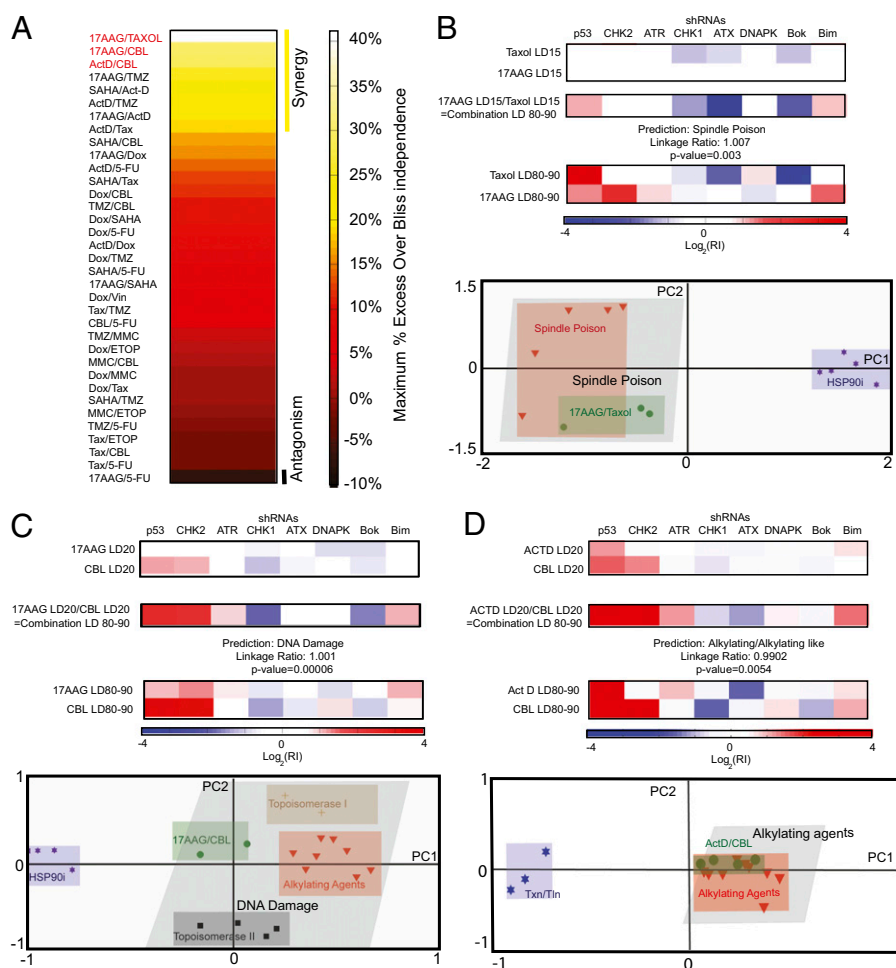 A
17AAG/TAXOL
17AAG/CBL
ActD/CBL
17AAG/TMZ
SAHA/Act-D
ActD/TMZ
17AAG/ActD
ActD/Tax
SAHA/CBL
17AAG/Dox
ActD/5-FU
SAHA/Tax
Dox/CBL
TMZ/CBL
Dox/SAHA
Dox/5-FU
ActD/Dox
Dox/TMZ
SAHA/5-FU
17AAG/SAHA
Dox/Vin
Tax/TMZ
CBL/5-FU
TMZ/MMC
Dox/ETOP
MMC/CBL
Dox/MMC
Dox/Tax
SAHA/TMZ
MMC/ETOP
TMZ/5-FU
Tax/ETOP
Tax/CBL
Tax/5-FU
17AAG/5-FU
Synergy
Antagonism
40%
35%
30%
25%
20%
15%
10%
5%
0%
-5%
-10%
Maximum % Excess Over Bliss independence
B
shRNAs
p53 CHK2 ATR CHK1 ATX DNAPK Bok Bim
Taxol LD15
17AAG LD15
17AAG LD15/Taxol LD15
=Combination LD 80-90
Prediction: Spindle Poison
Linkage Ratio: 1.007
p-value=0.003
Taxol LD80-90
17AAG LD80-90
-4 0 4
Log2(RI)
1.5
PC2
Spindle Poison
PC1
0
Spindle Poison
HSP90i
17AAG/Taxol
-1.5
-2 0 2
C
shRNAs
p53 CHK2 ATR CHK1 ATX DNAPK Bok Bim
17AAG LD20
CBL LD20
17AAG LD20/CBL LD20
=Combination LD 80-90
Prediction: DNA Damage
Linkage Ratio: 1.001
p-value=0.00006
17AAG LD80-90
CBL LD80-90
-4 0 4
Log2(RI)
1
PC2
Topoisomerase I
17AAG/CBL
PC1
0
HSP90i
Alkylating Agents
DNA Damage
Topoisomerase II
-1
-1 0 1
D
shRNAs
p53 CHK2 ATR CHK1 ATX DNAPK Bok Bim
ACTD LD20
CBL LD20
ACTD LD20/CBL LD20
=Combination LD 80-90
Prediction: Alkylating/Alkylating like
Linkage Ratio: 0.9902
p-value=0.0054
Act D LD80-90
CBL LD80-90
-4 0 4
Log2(RI)
1
PC2
Alkylating agents
ActD/CBL
PC1
0
Txn/Tln
Alkylating Agents
-1
-1 0 1